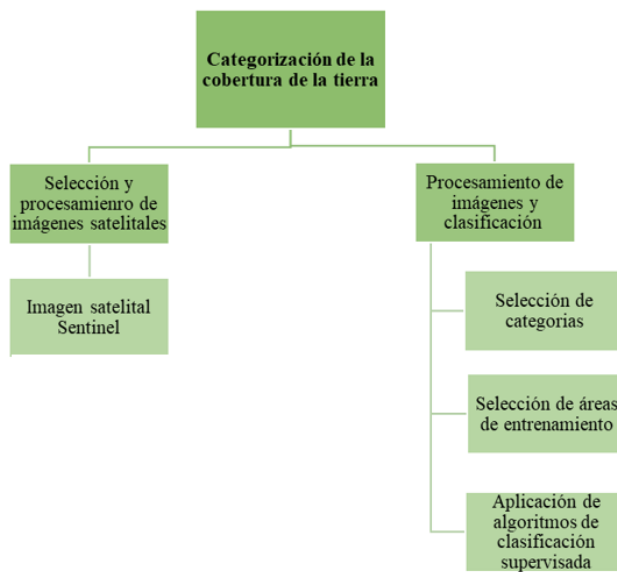 Categorización de la
cobertura de la tierra
Selección y
procesamienro de
imágenes satelitales
Imagen satelital
Sentinel
Procesamiento de
imágenes y
clasificación
Selección de
categorias
Selección de áreas
de entrenamiento
Aplicación de
algoritmos de
clasificación
supervisada